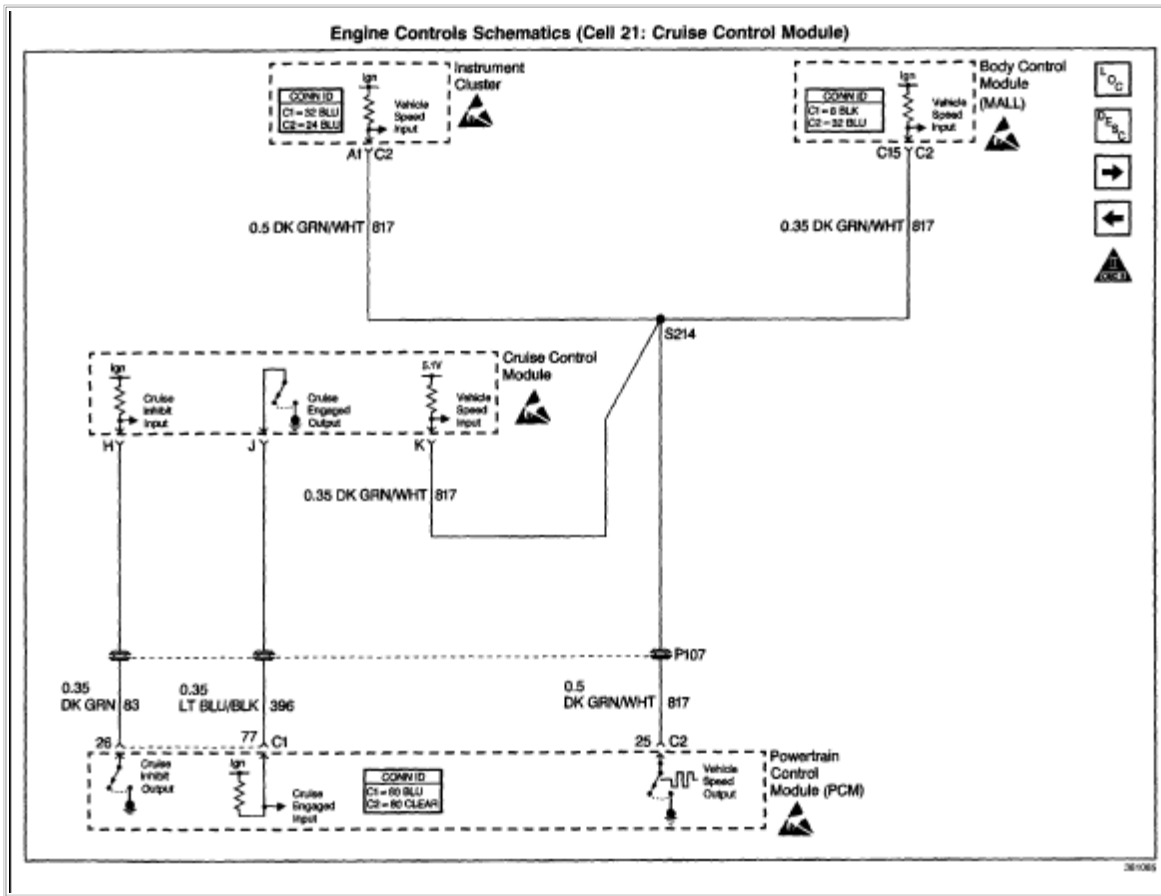 Engine Controls Schematics (Cell 21: Cruise Control Module)
Instrument
Cluster
CONN ID
C1=32 BLU
C2=24 BLU
Ign
Vehicle
Speed
Input
A1 C2
Body Control
Module
(MALL)
CONN ID
C1=8 BLK
C2=32 BLU
Ign
Vehicle
Speed
Input
C15 C2
LOC
DESC
II
OBD II
0.5 DK GRN/WHT 817
0.35 DK GRN/WHT 817
S214
Cruise Control
Module
Ign
Cruise
Inhibit
Input
Cruise
Engaged
Output
5.1V
Vehicle
Speed
Input
H
J
K
0.35 DK GRN/WHT 817
P107
0.35
DK GRN 83
0.35
LT BLU/BLK 396
0.5
DK GRN/WHT 817
26
77 C1
25 C2
Cruise
Inhibit
Output
Ign
Cruise
Engaged
Input
CONN ID
C1=80 BLU
C2=80 CLEAR
Vehicle
Speed
Output
Powertrain
Control
Module (PCM)